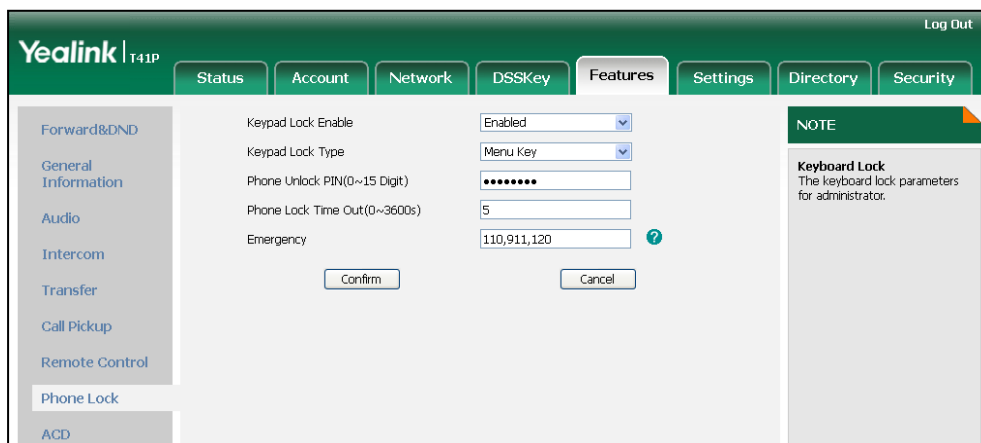 Log Out
Yealink | T41P
Status Account Network DSSKey Features Settings Directory Security
Forward&DND
General
Information
Audio
Intercom
Transfer
Call Pickup
Remote Control
Phone Lock
ACD
Keypad Lock Enable Enabled
Keypad Lock Type Menu Key
Phone Unlock PIN(0~15 Digit) ••••••••
Phone Lock Time Out(0~3600s) 5
Emergency 110,911,120 ?
Confirm Cancel
NOTE
Keyboard Lock
The keyboard lock parameters
for administrator.